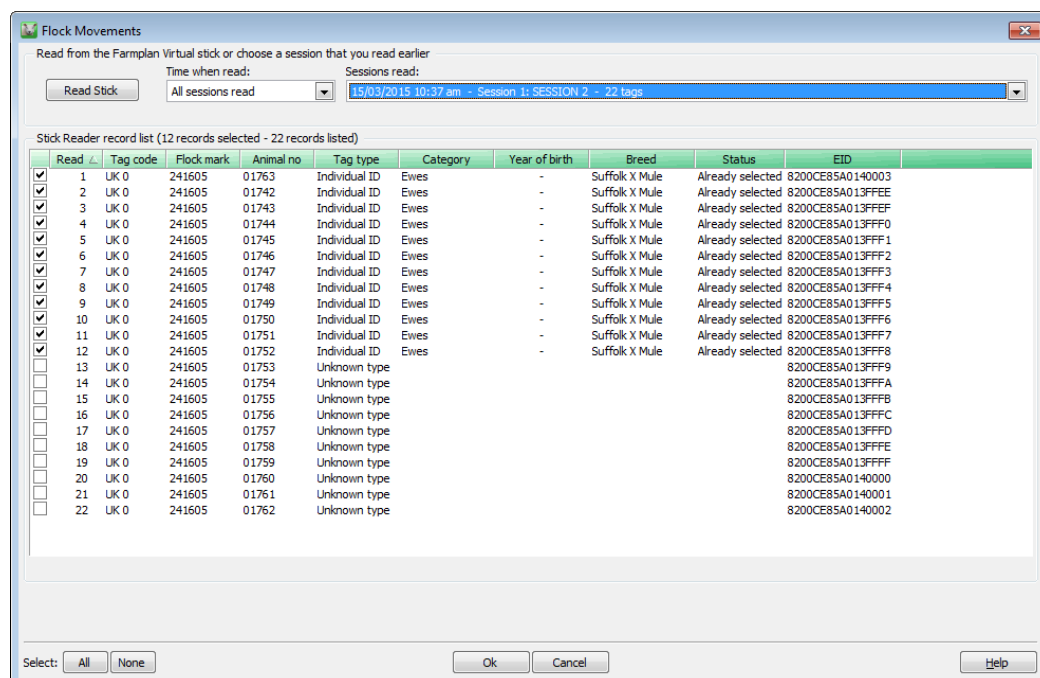 Flock Movements
Read from the Farmplan Virtual stick or choose a session that you read earlier
Time when read: Sessions read:
Read Stick All sessions read 15/03/2015 10:37 am - Session 1: SESSION 2 - 22 tags
Stick Reader record list (12 records selected - 22 records listed)
Read Tag code Flock mark Animal no Tag type Category Year of birth Breed Status EID
1 UK 0 241605 01763 Individual ID Ewes - Suffolk X Mule Already selected 8200CE85A0140003
2 UK 0 241605 01742 Individual ID Ewes - Suffolk X Mule Already selected 8200CE85A013FFEE
3 UK 0 241605 01743 Individual ID Ewes - Suffolk X Mule Already selected 8200CE85A013FFEF
4 UK 0 241605 01744 Individual ID Ewes - Suffolk X Mule Already selected 8200CE85A013FFF0
5 UK 0 241605 01745 Individual ID Ewes - Suffolk X Mule Already selected 8200CE85A013FFF1
6 UK 0 241605 01746 Individual ID Ewes - Suffolk X Mule Already selected 8200CE85A013FFF2
7 UK 0 241605 01747 Individual ID Ewes - Suffolk X Mule Already selected 8200CE85A013FFF3
8 UK 0 241605 01748 Individual ID Ewes - Suffolk X Mule Already selected 8200CE85A013FFF4
9 UK 0 241605 01749 Individual ID Ewes - Suffolk X Mule Already selected 8200CE85A013FFF5
10 UK 0 241605 01750 Individual ID Ewes - Suffolk X Mule Already selected 8200CE85A013FFF6
11 UK 0 241605 01751 Individual ID Ewes - Suffolk X Mule Already selected 8200CE85A013FFF7
12 UK 0 241605 01752 Individual ID Ewes - Suffolk X Mule Already selected 8200CE85A013FFF8
13 UK 0 241605 01753 Unknown type 8200CE85A013FFF9
14 UK 0 241605 01754 Unknown type 8200CE85A013FFFA
15 UK 0 241605 01755 Unknown type 8200CE85A013FFFB
16 UK 0 241605 01756 Unknown type 8200CE85A013FFFC
17 UK 0 241605 01757 Unknown type 8200CE85A013FFFD
18 UK 0 241605 01758 Unknown type 8200CE85A013FFFE
19 UK 0 241605 01759 Unknown type 8200CE85A013FFFF
20 UK 0 241605 01760 Unknown type 8200CE85A0140000
21 UK 0 241605 01761 Unknown type 8200CE85A0140001
22 UK 0 241605 01762 Unknown type 8200CE85A0140002
Select: All None Ok Cancel Help